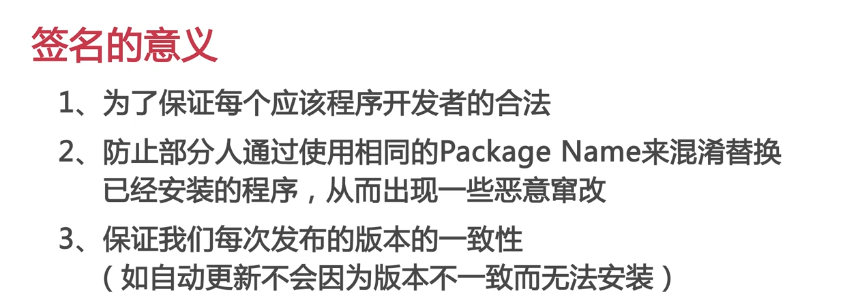 签名的意义
1、为了保证每个应该程序开发者的合法
2、防止部分人通过使用相同的Package Name来混淆替换
已经安装的程序，从而出现一些恶意窜改
3、保证我们每次发布的版本的一致性
（如自动更新不会因为版本不一致而无法安装）